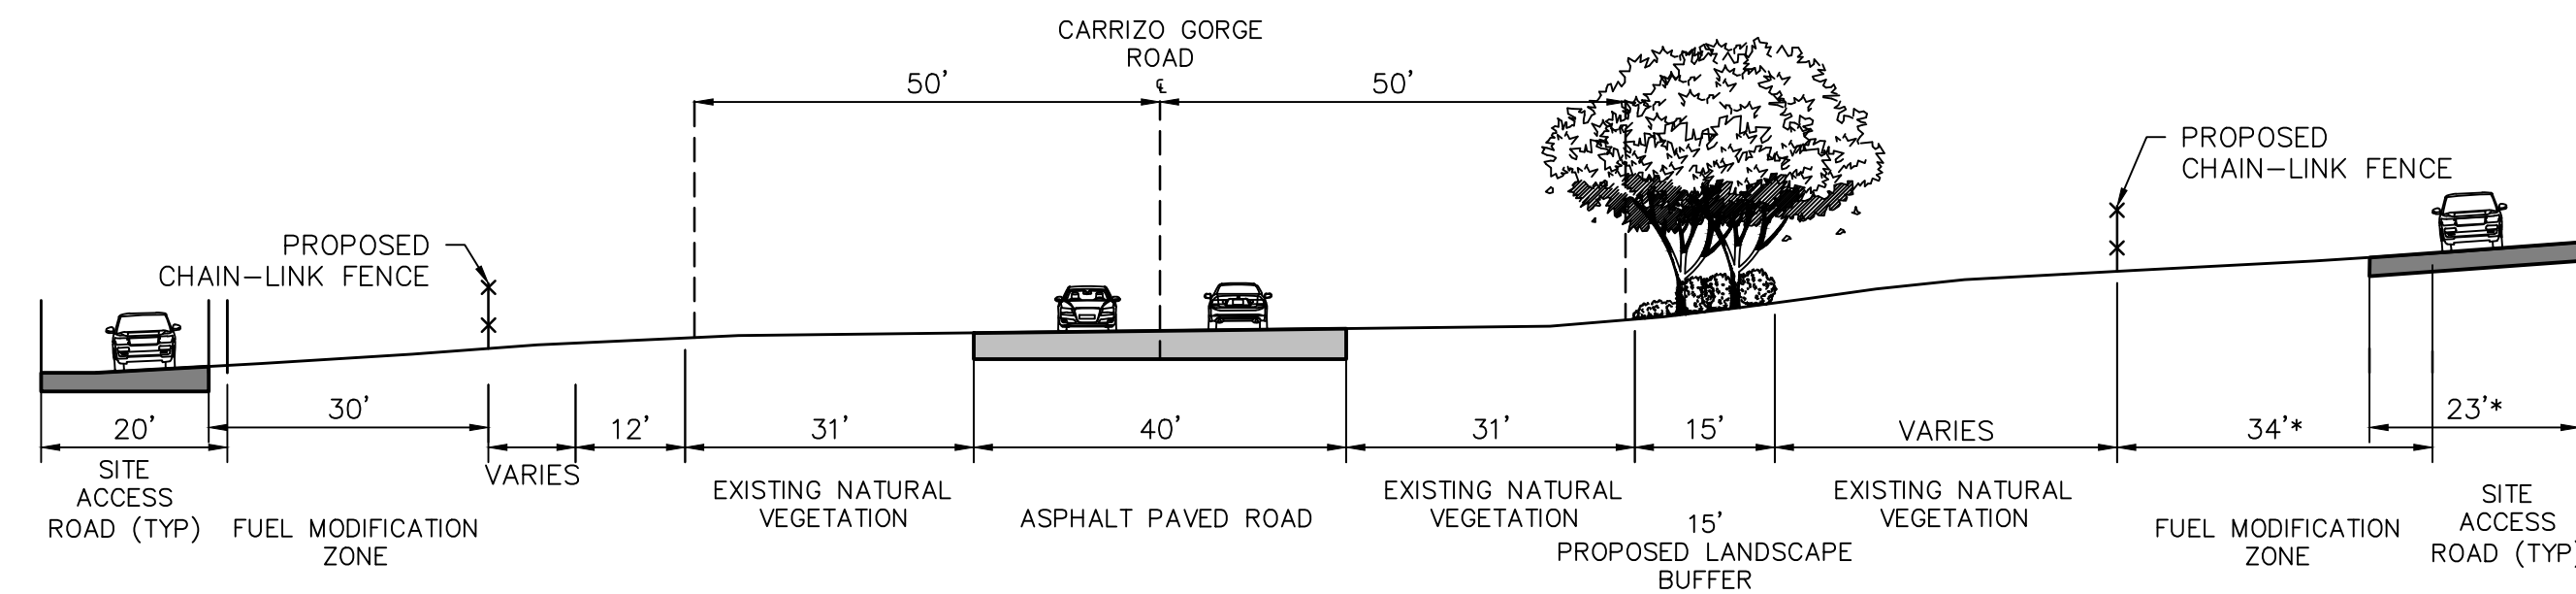 CARRIZO GORGE
ROAD
50'
℄
50'
PROPOSED
CHAIN-LINK FENCE
PROPOSED
CHAIN-LINK FENCE
20'
30'
VARIES
12'
31'
40'
31'
15'
VARIES
34'*
23'*
SITE
ACCESS
ROAD (TYP)
FUEL MODIFICATION
ZONE
EXISTING NATURAL
VEGETATION
ASPHALT PAVED ROAD
EXISTING NATURAL
VEGETATION
15'
PROPOSED LANDSCAPE
BUFFER
EXISTING NATURAL
VEGETATION
FUEL MODIFICATION
ZONE
SITE
ACCESS
ROAD (TYP)